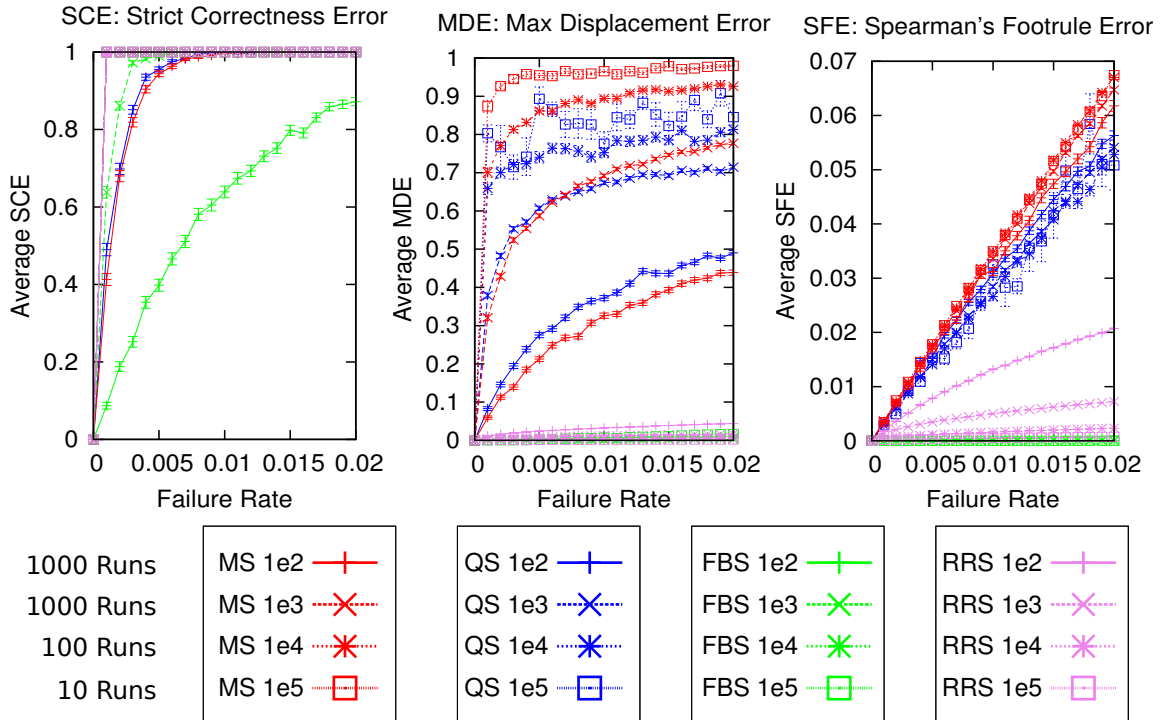 SCE: Strict Correctness Error
1
0.8
0.6
0.4
0.2
0
Average SCE
0 0.005 0.01 0.015 0.02
Failure Rate
MDE: Max Displacement Error
1
0.9
0.8
0.7
0.6
0.5
0.4
0.3
0.2
0.1
0
Average MDE
0 0.005 0.01 0.015 0.02
Failure Rate
SFE: Spearman's Footrule Error
0.07
0.06
0.05
0.04
0.03
0.02
0.01
0
Average SFE
0 0.005 0.01 0.015 0.02
Failure Rate
1000 Runs MS 1e2 QS 1e2 FBS 1e2 RRS 1e2
1000 Runs MS 1e3 QS 1e3 FBS 1e3 RRS 1e3
100 Runs MS 1e4 QS 1e4 FBS 1e4 RRS 1e4
10 Runs MS 1e5 QS 1e5 FBS 1e5 RRS 1e5